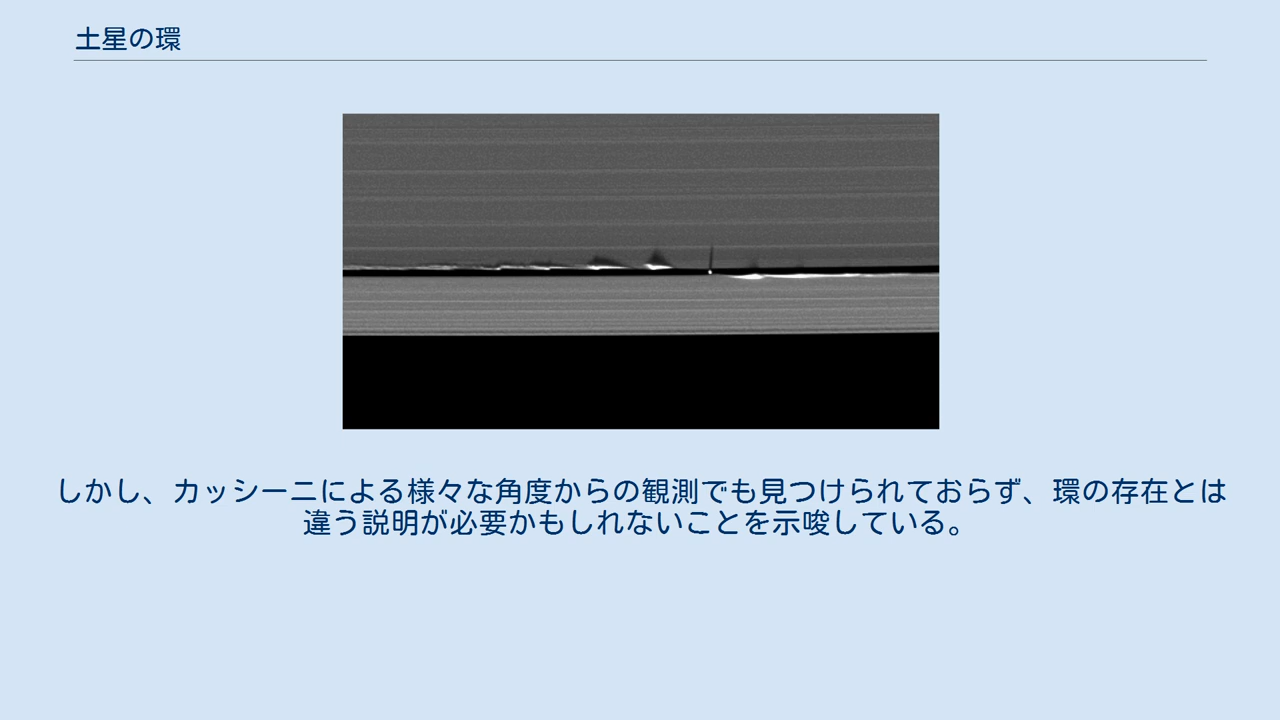 土星の環
しかし、カッシーニによる様々な角度からの観測でも見つけられておらず、環の存在とは
違う説明が必要かもしれないことを示唆している。